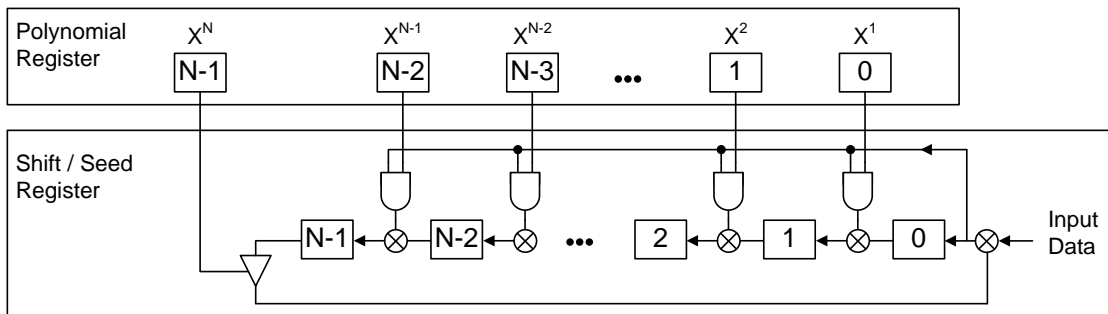 Polynomial
Register
X^N X^N-1 X^N-2 X^2 X^1
N-1 N-2 N-3 ••• 1 0
Shift / Seed
Register
N-1 N-2 ••• 2 1 0
Input
Data